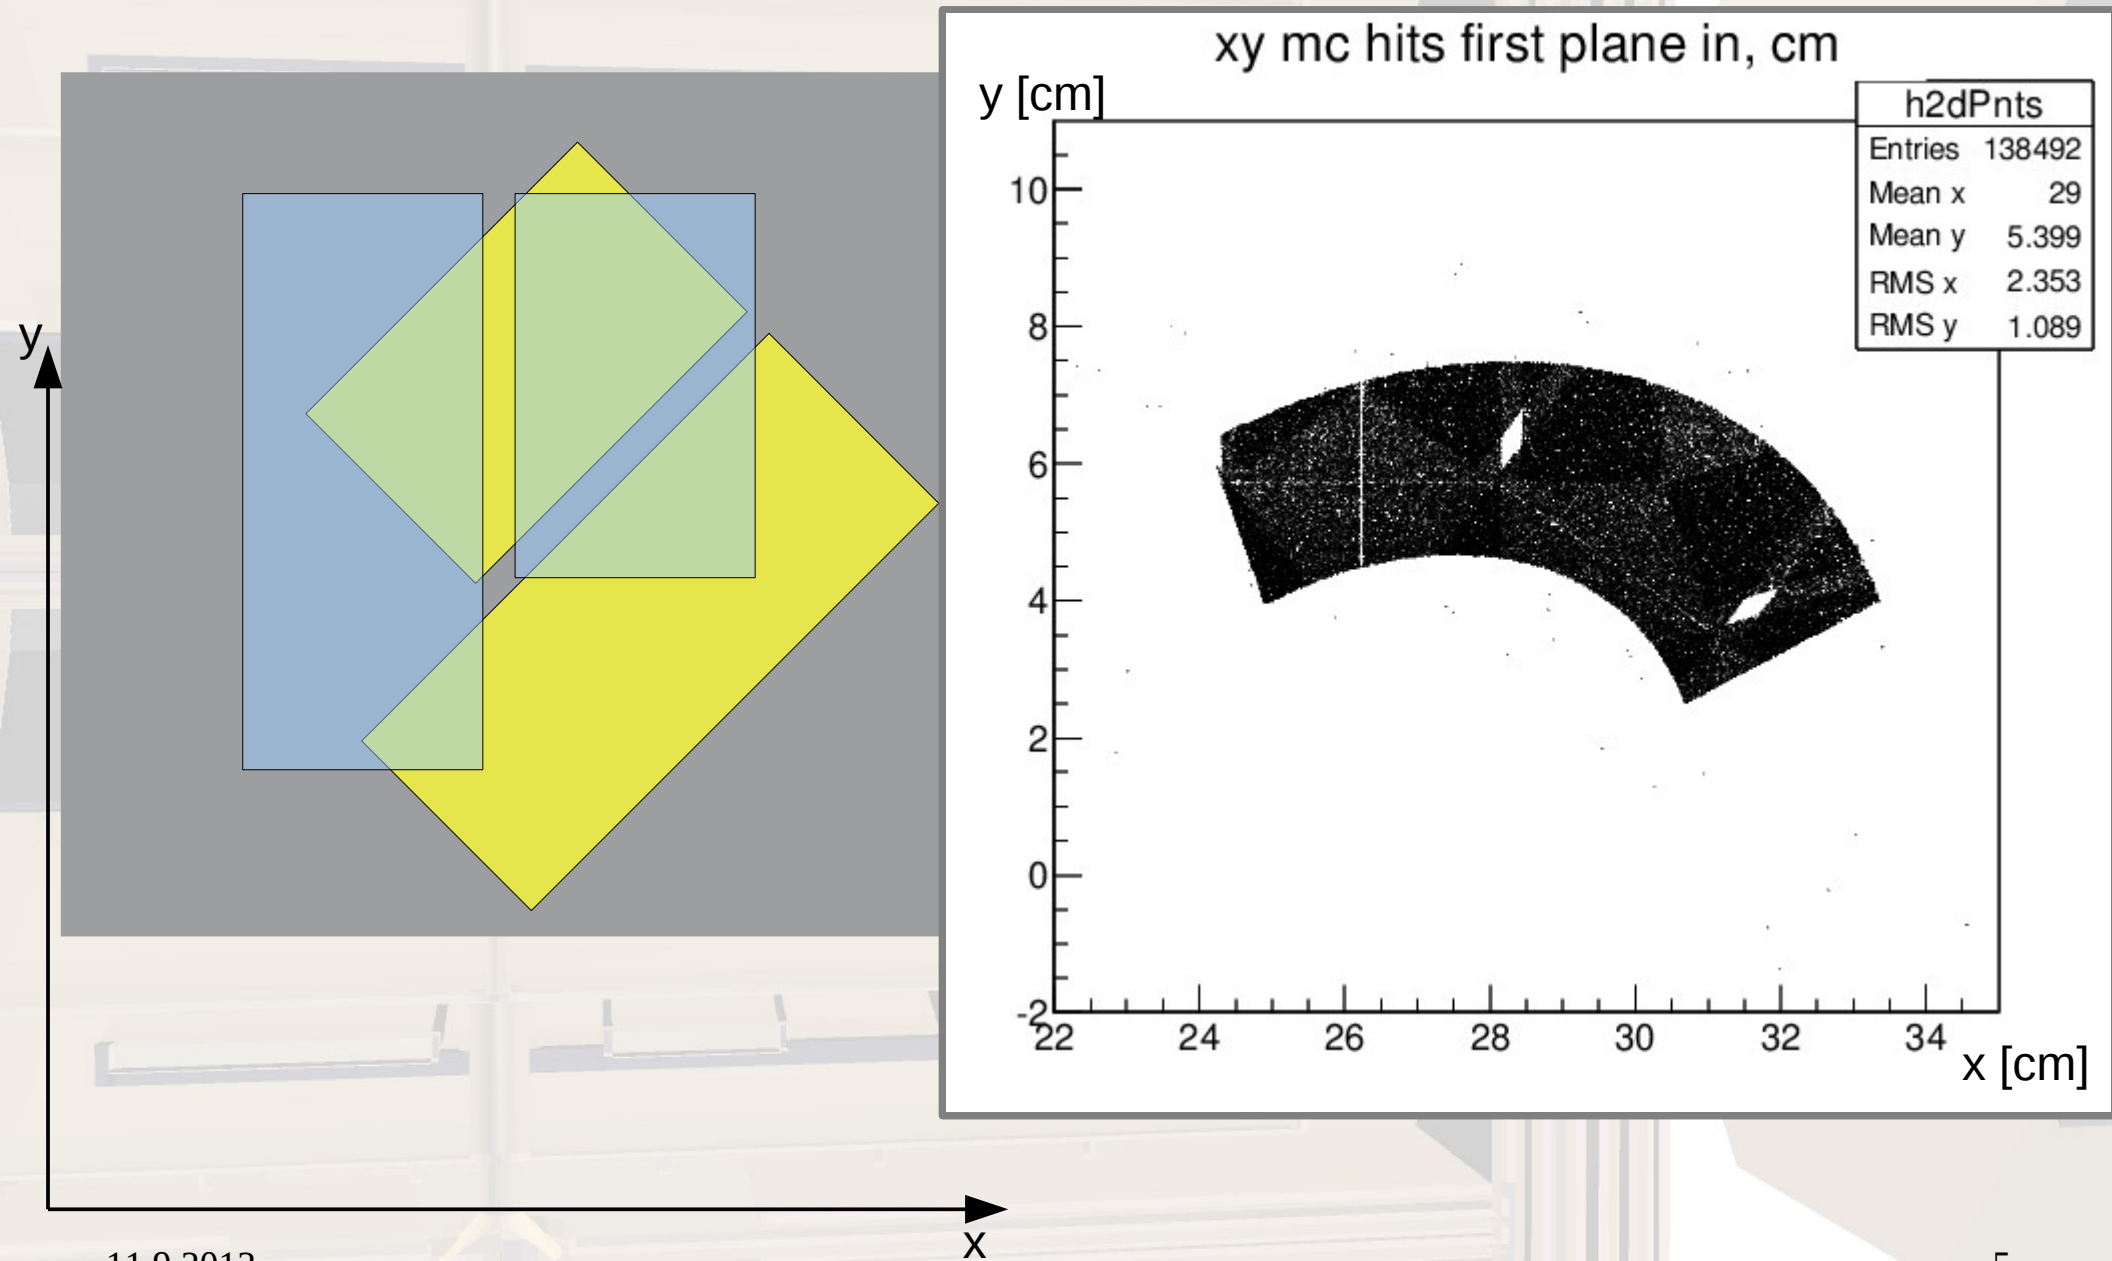 xy mc hits first plane in, cm
y [cm]
h2dPnts
Entries 138492
Mean x 29
Mean y 5.399
RMS x 2.353
RMS y 1.089
10
8
6
4
2
0
-2
22 24 26 28 30 32 34
x [cm]
y
x